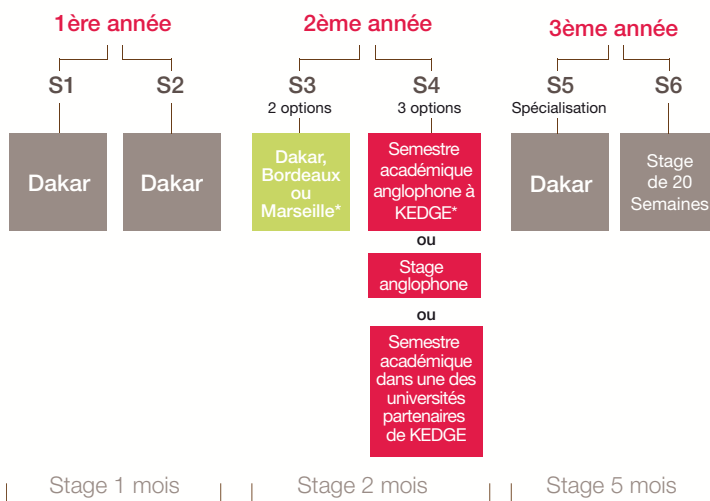 1ère année
2ème année
3ème année
S1
S2
S3
S4
S5
S6
2 options
3 options
Spécialisation
Dakar
Dakar
Dakar,
Bordeaux
ou
Marseille*
Semestre
académique
anglophone à
KEDGE*
ou
Stage
anglophone
ou
Semestre
académique
dans une des
universités
partenaires
de KEDGE
Dakar
Stage
de 20
Semaines
Stage 1 mois
Stage 2 mois
Stage 5 mois